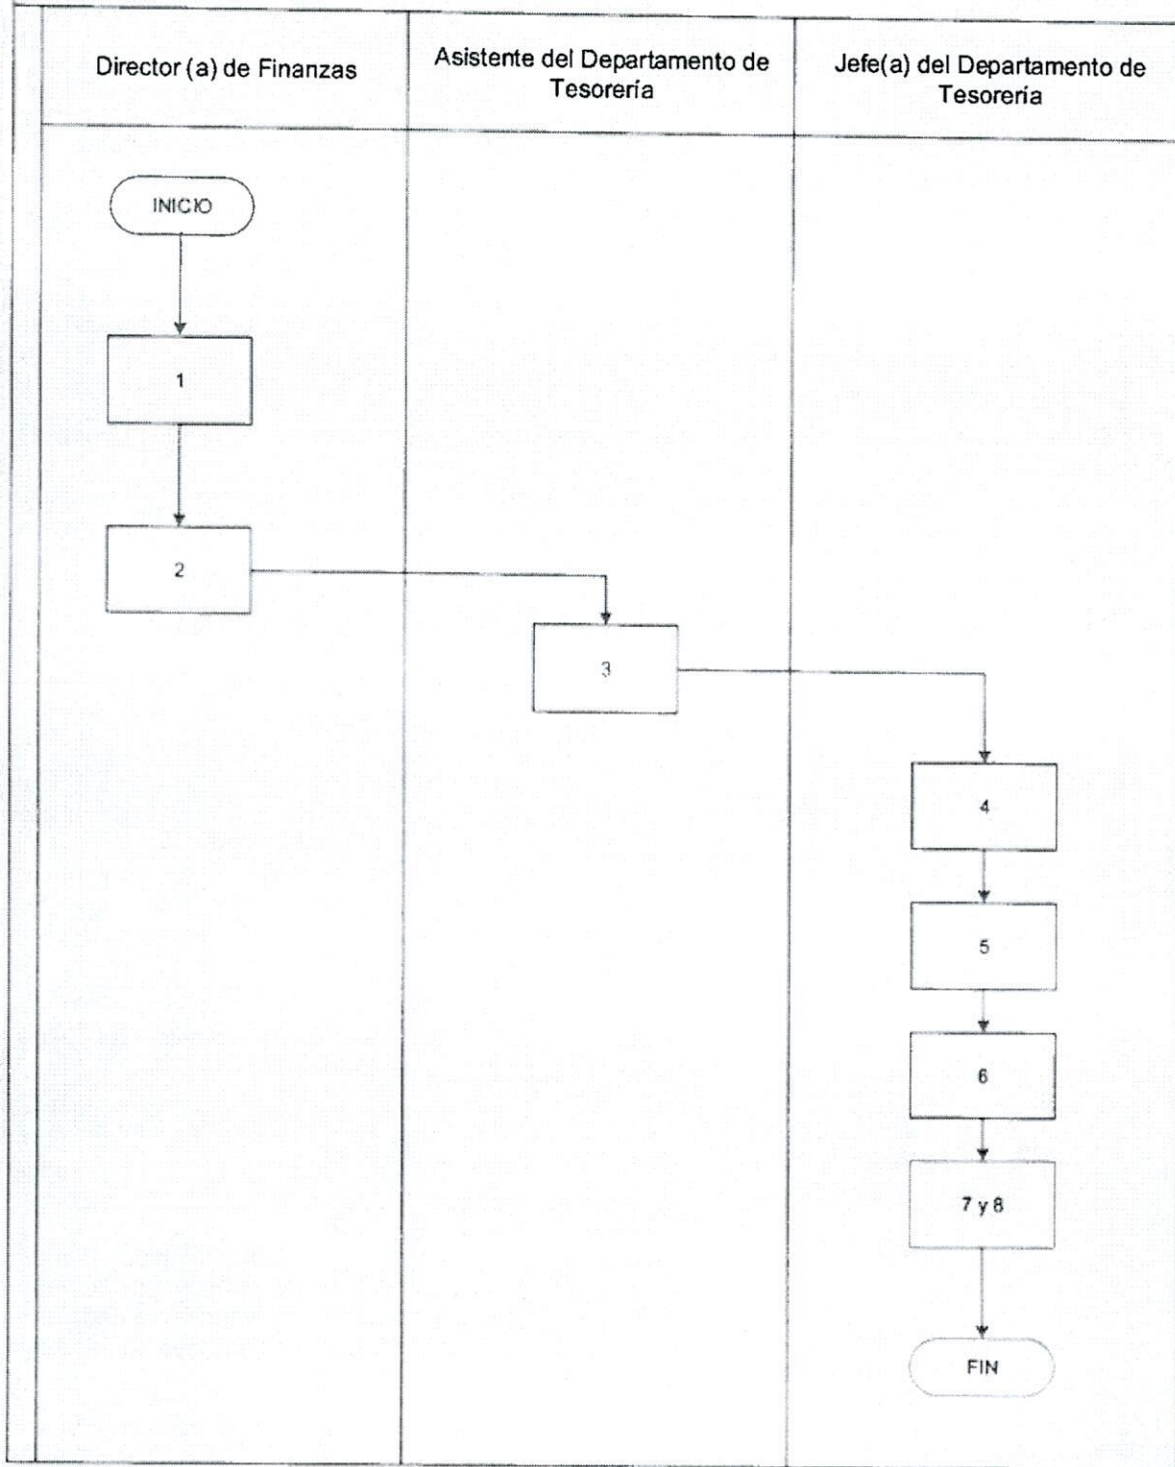 Director (a) de Finanzas
Asistente del Departamento de
Tesorería
Jefe(a) del Departamento de
Tesorería
INICIO
1
2
3
4
5
6
7 y 8
FIN